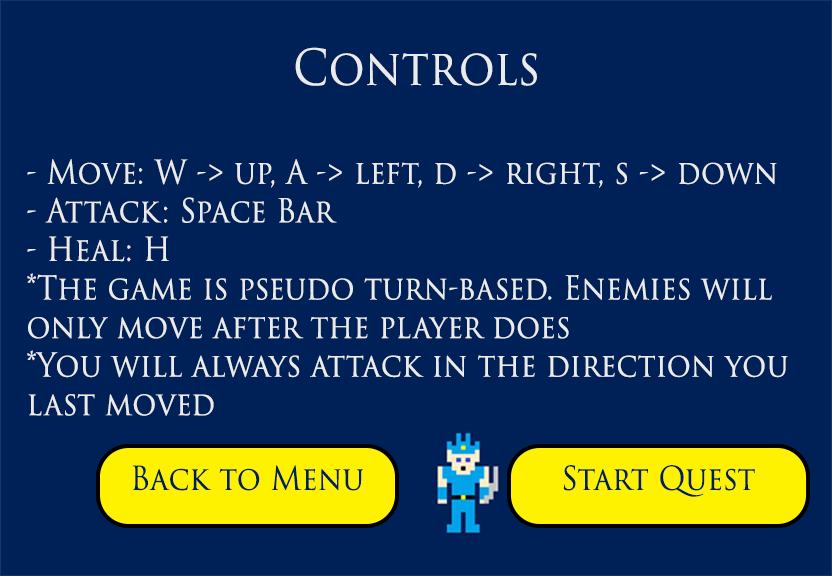 Controls
- Move: W -> up, A -> left, d -> right, s -> down
- Attack: Space Bar
- Heal: H
*The game is pseudo turn-based. Enemies will
only move after the player does
*You will always attack in the direction you
last moved
Back to Menu
Start Quest